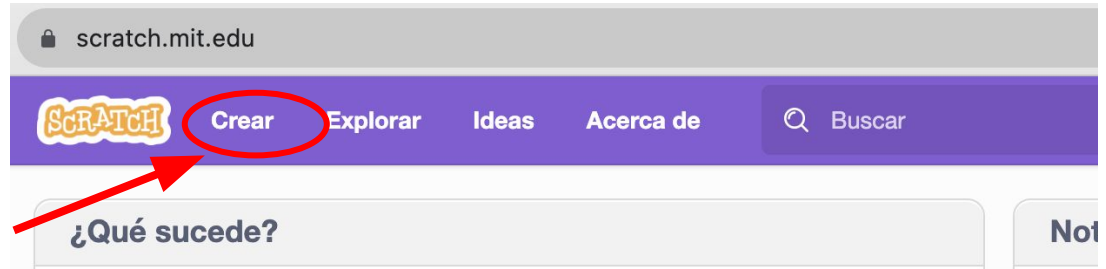 scratch.mit.edu
SCRATCH Crear Explorar Ideas Acerca de Buscar
¿Qué sucede? Not